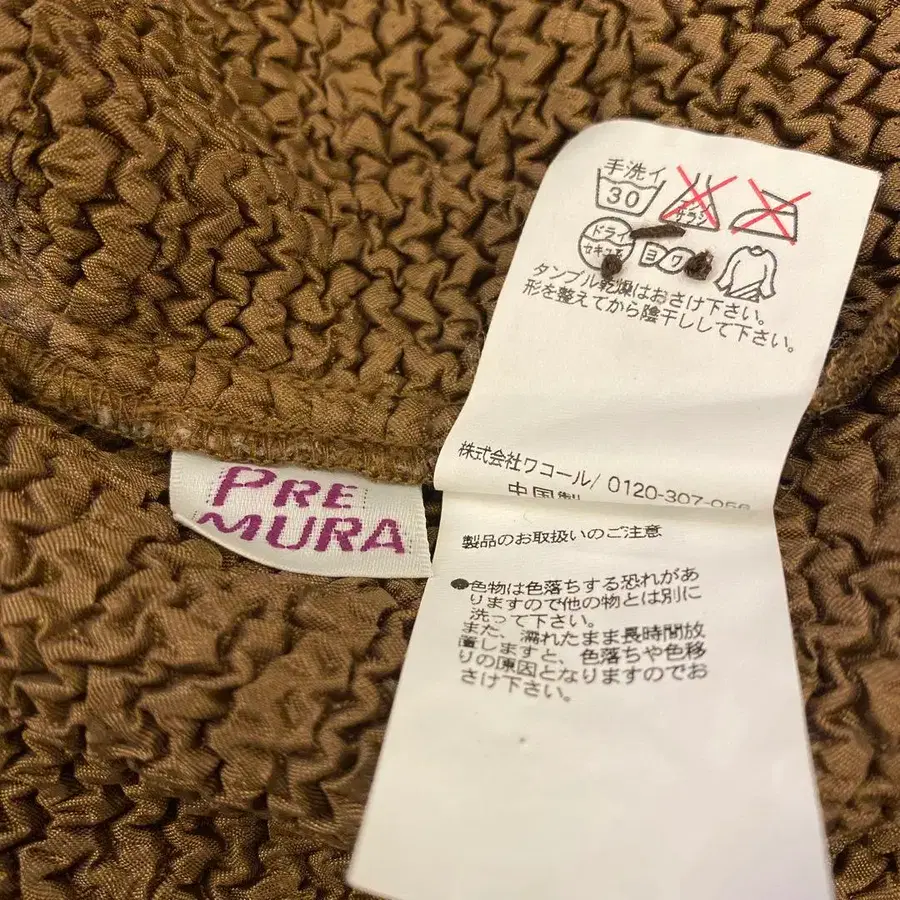 手洗イ
30
エンソ
サラシ
ドライ
セキユ系
ヨワ
タンブル乾燥はおさけ下さい。
形を整えてから陰干しして下さい。
株式会社ワコール/ 0120-307-056
中国製
PRE
MURA
製品のお取扱いのご注意
●色物は色落ちする恐れがあ
りますので他の物とは別に
洗って下さい。
また、濡れたまま長時間放
置しますと、色落ちや色移
りの原因となりますのでお
さけ下さい。